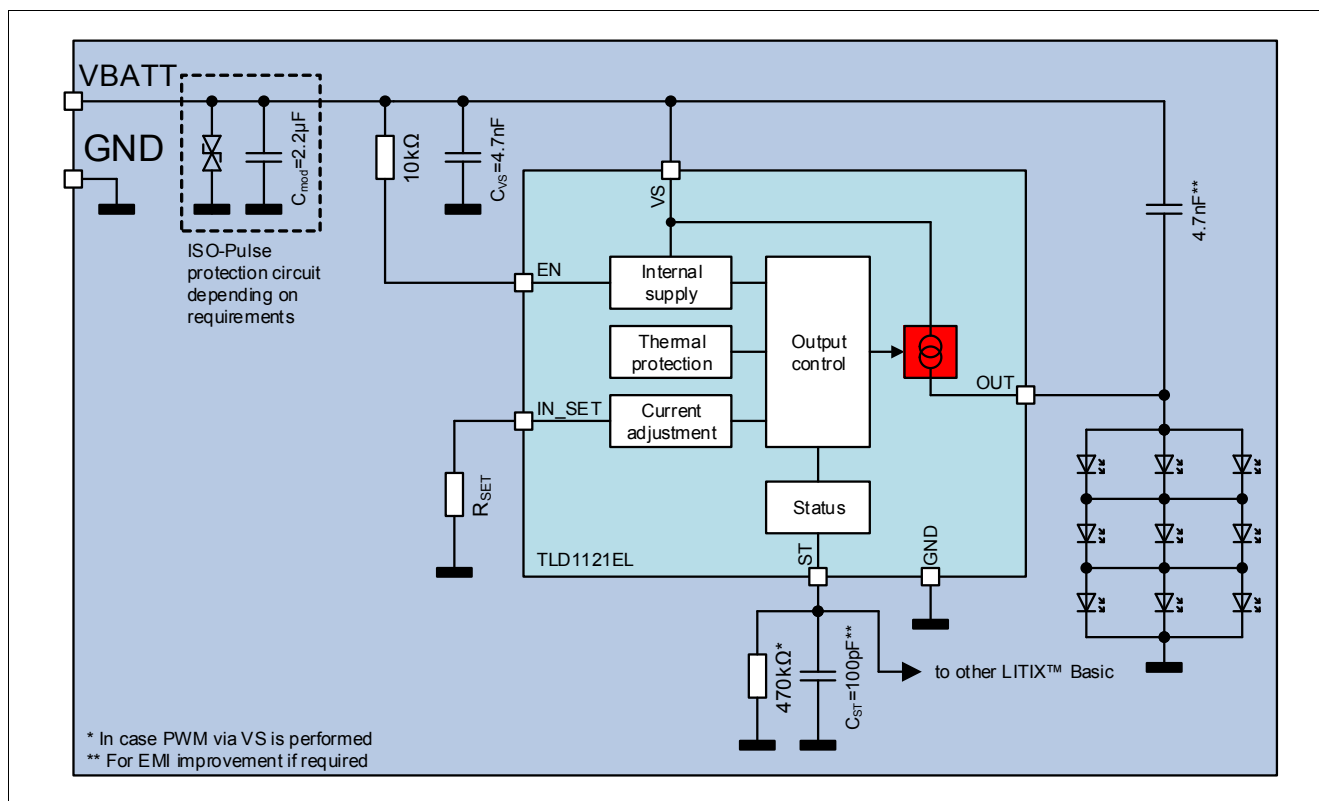 VBATT
GND
Cmod=2.2µF
ISO-Pulse
protection circuit
depending on
requirements
10kΩ
CVS=4.7nF
4.7nF**
VS
EN
Internal
supply
Thermal
protection
Output
control
OUT
IN_SET
Current
adjustment
RSET
Status
ST
GND
TLD1121EL
470kΩ*
CST=100pF**
to other LITIX™ Basic
* In case PWM via VS is performed
** For EMI improvement if required